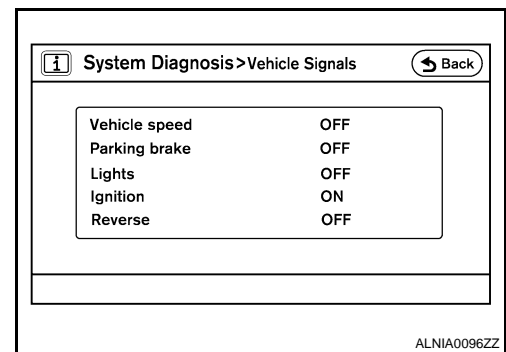 i System Diagnosis>Vehicle Signals Back
Vehicle speed OFF
Parking brake OFF
Lights OFF
Ignition ON
Reverse OFF
ALNIA0096ZZ